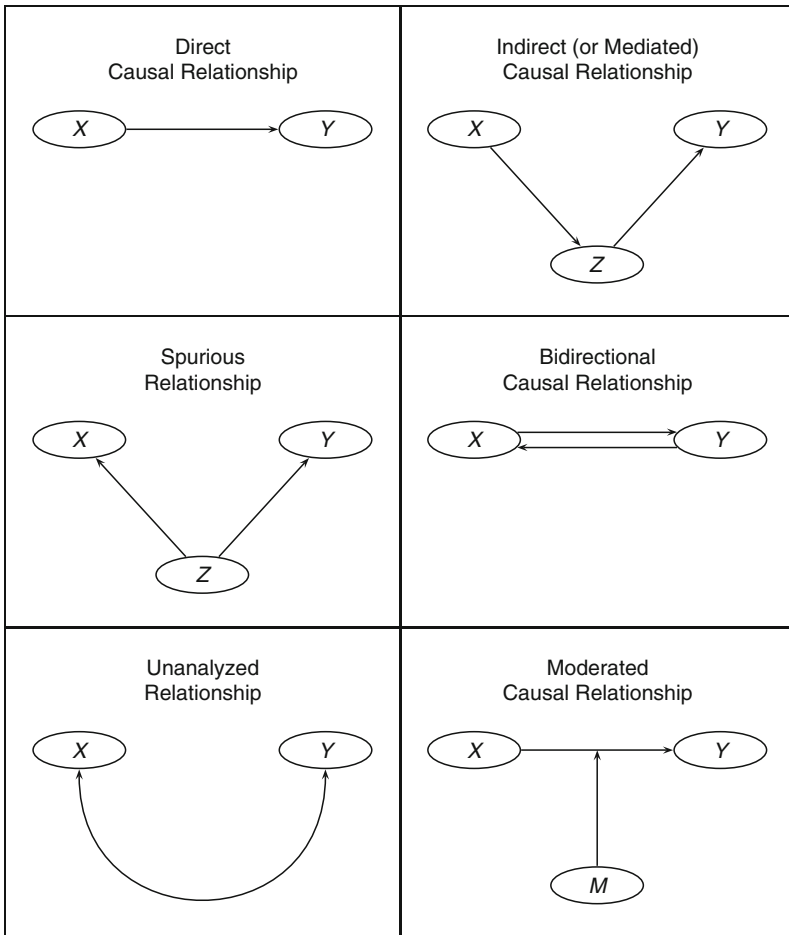 Direct
Causal Relationship
X
Y
Indirect (or Mediated)
Causal Relationship
X
Y
Z
Spurious
Relationship
X
Y
Z
Bidirectional
Causal Relationship
X
Y
Unanalyzed
Relationship
X
Y
Moderated
Causal Relationship
X
Y
M